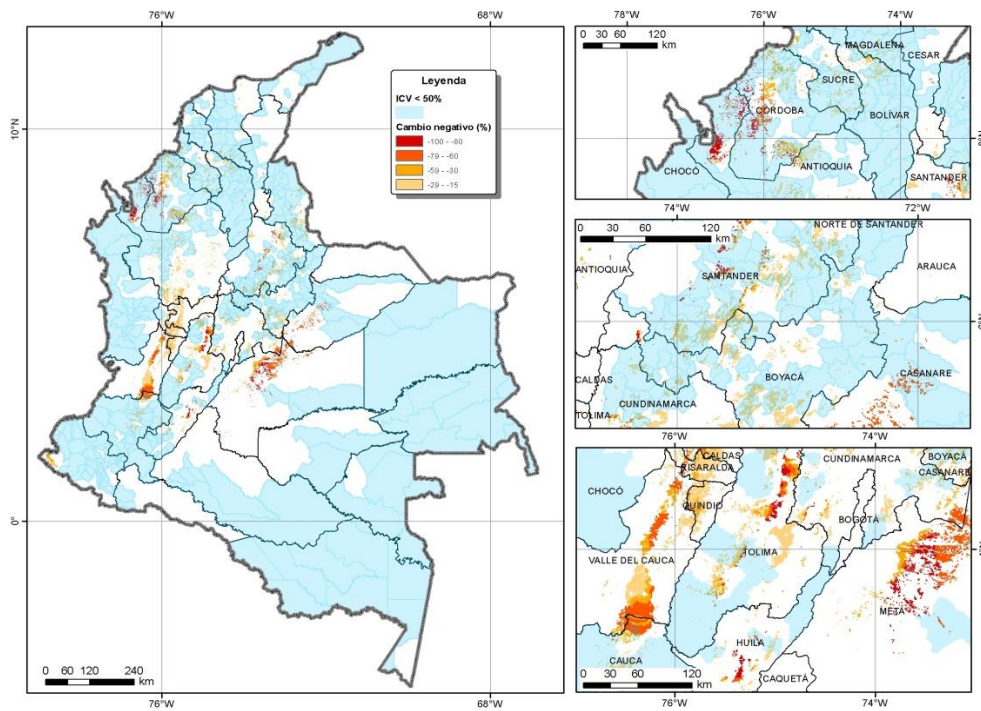 76°W
68°W
10°N
0°
Leyenda
ICV < 50%
Cambio negativo (%)
-100 - -80
-79 - -60
-59 - -30
-29 - -15
0 60 120 240
km
76°W
68°W
78°W
76°W
74°W
0 30 60 120
km
MAGDALENA
CESAR
SUCRE
CÓRDOBA
BOLÍVAR
CHOCÓ
ANTIOQUIA
SANTANDER
74°W
72°W
0 30 60 120
km
NORTE DE SANTANDER
ANTIOQUIA
SANTANDER
ARAUCA
CALDAS
BOYACÁ
CASANARE
CUNDINAMARCA
TOLIMA
76°W
74°W
CALDAS
RISARALDA
CUNDINAMARCA
BOYACÁ
CASANARE
CHOCÓ
QUINDIO
BOGOTÁ
VALLE DEL CAUCA
TOLIMA
META
HUILA
CAUCA
CAQUETÁ
0 30 60 120
km
76°W
74°W